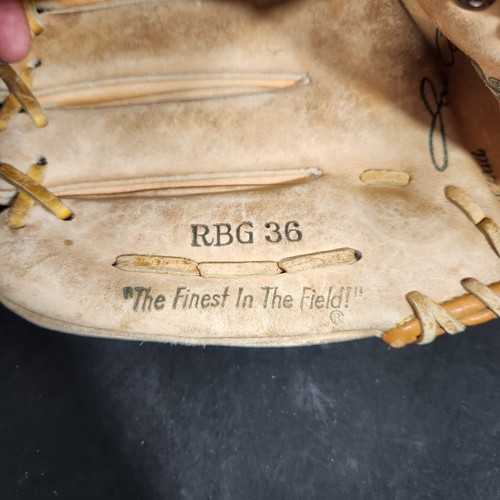 RBG 36
"The Finest In The Field!"
®